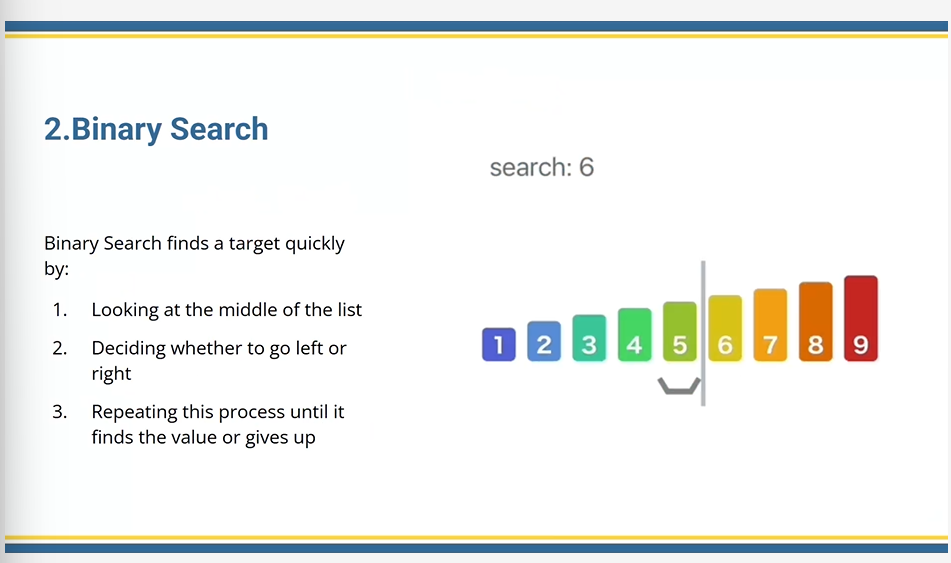 2.Binary Search
search: 6
Binary Search finds a target quickly
by:
1. Looking at the middle of the list
2. Deciding whether to go left or
right
3. Repeating this process until it
finds the value or gives up
1 2 3 4 5 6 7 8 9